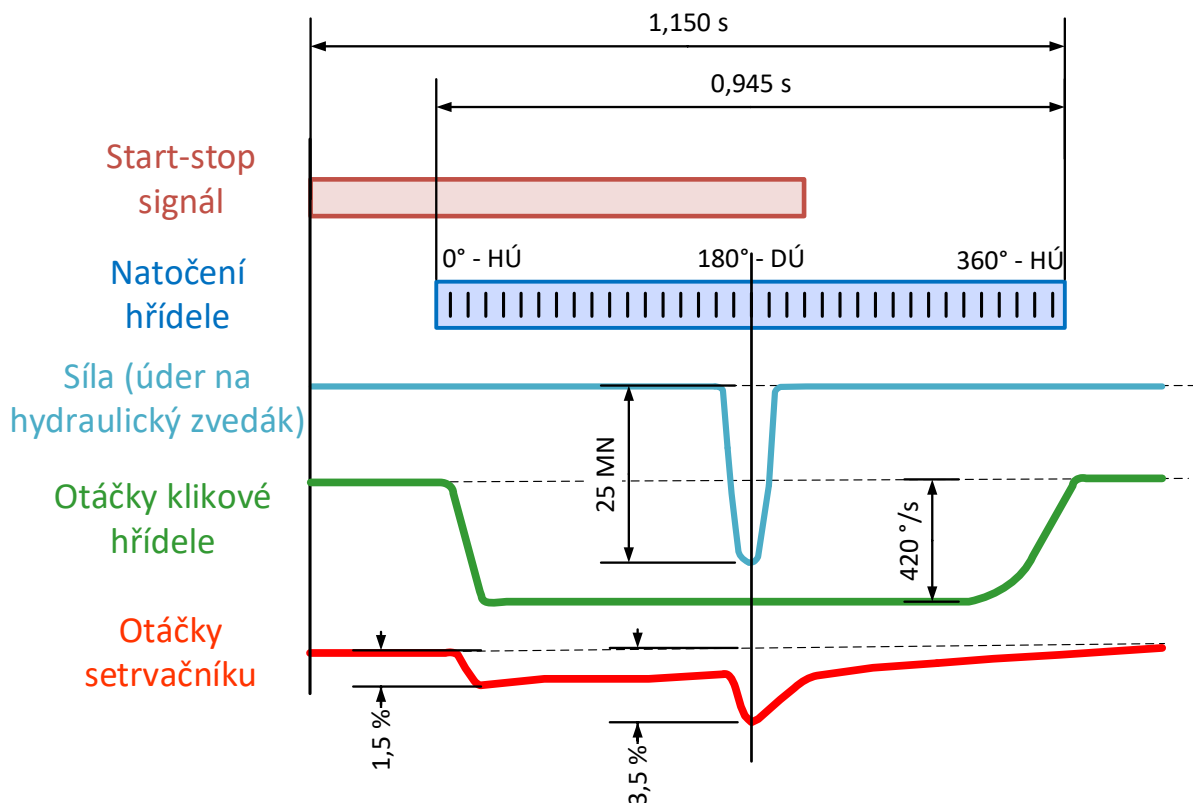 1,150 s
0,945 s
Start-stop
signál
0° - HÚ
180° - DÚ
360° - HÚ
Natočení
hřídele
Síla (úder na
hydraulický zvedák)
25 MN
Otáčky klikové
hřídele
420 °/s
Otáčky
setrvačníku
1,5 %
3,5 %